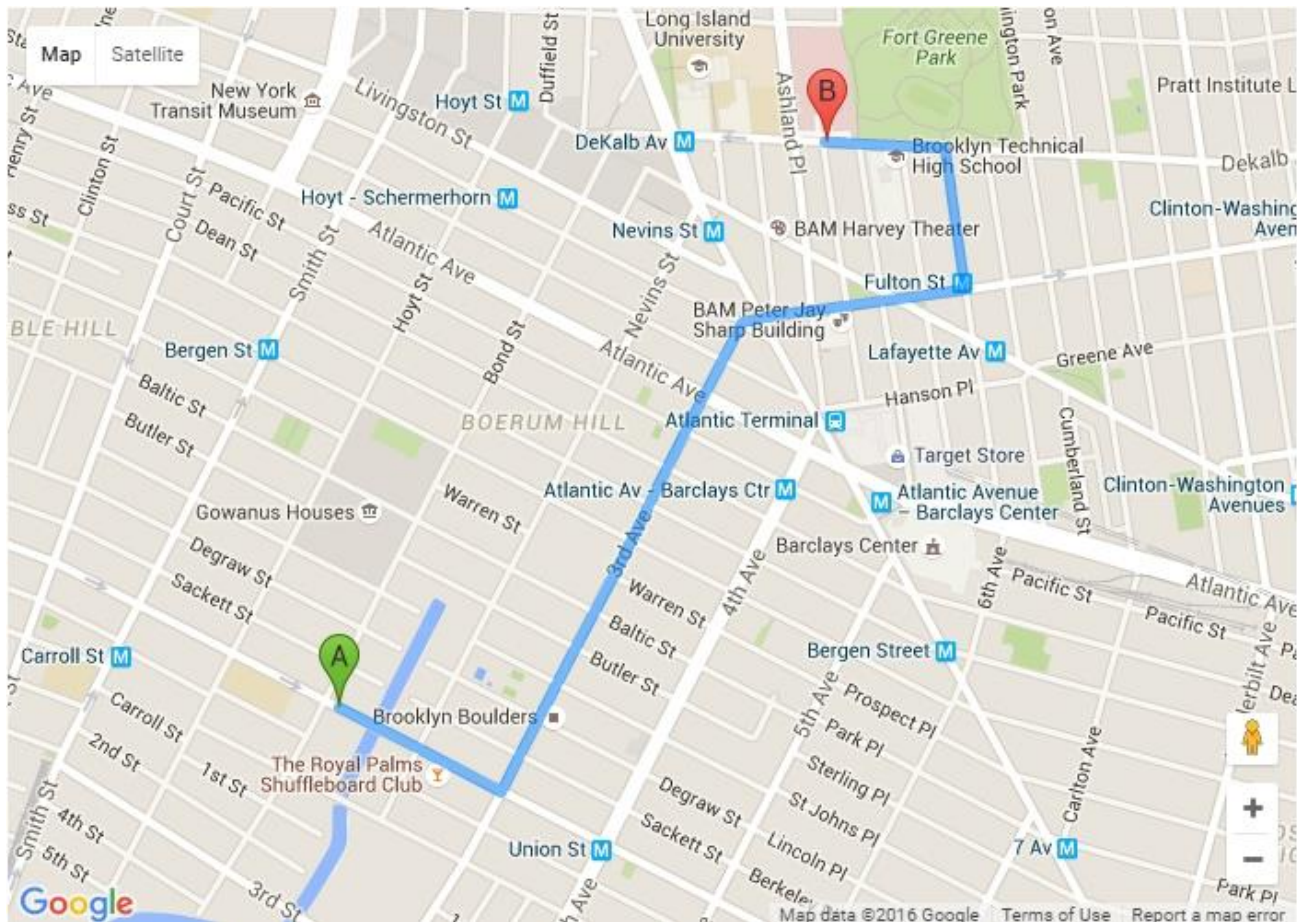 Map
Satellite
Long Island
University
Fort Greene
Park
Ashland Pl
Duffield St
New York
Transit Museum
Livingston St
Hoyt St
DeKalb Av
B
Brooklyn Technical
High School
Pratt Institute L
Dekalb
Henry St
Clinton St
Court St
Pacific St
Dean St
Smith St
Hoyt - Schermerhorn
Atlantic Ave
Nevins St
BAM Harvey Theater
Clinton-Washing
Aven
Fulton St
Hoyt St
Nevins St
BAM Peter Jay
Sharp Building
BLE HILL
Bergen St
Bond St
Atlantic Ave
Lafayette Av
Greene Ave
Hanson Pl
Baltic St
Butler St
BOERUM HILL
Atlantic Terminal
Target Store
Cumberland St
Gowanus Houses
Warren St
Atlantic Av - Barclays Ctr
Atlantic Avenue
– Barclays Center
Clinton-Washington
Avenues
3rd Ave
Barclays Center
Degraw St
Sackett St
Warren St
Baltic St
Butler St
4th Ave
6th Ave
Pacific St
Pacific St
Atlantic Ave
Carroll St
A
Bergen Street
Brooklyn Boulders
5th Ave
Prospect Pl
Park Pl
Sterling Pl
St Johns Pl
Lincoln Pl
Berkeley
Carlton Ave
derbilt Ave
Carroll St
2nd St
1st St
The Royal Palms
Shuffleboard Club
Degraw St
Sackett St
Union St
7 Av
Smith St
4th St
5th St
3rd St
Park Pl
Google
Map data ©2016 Google
Terms of Use
Report a map error